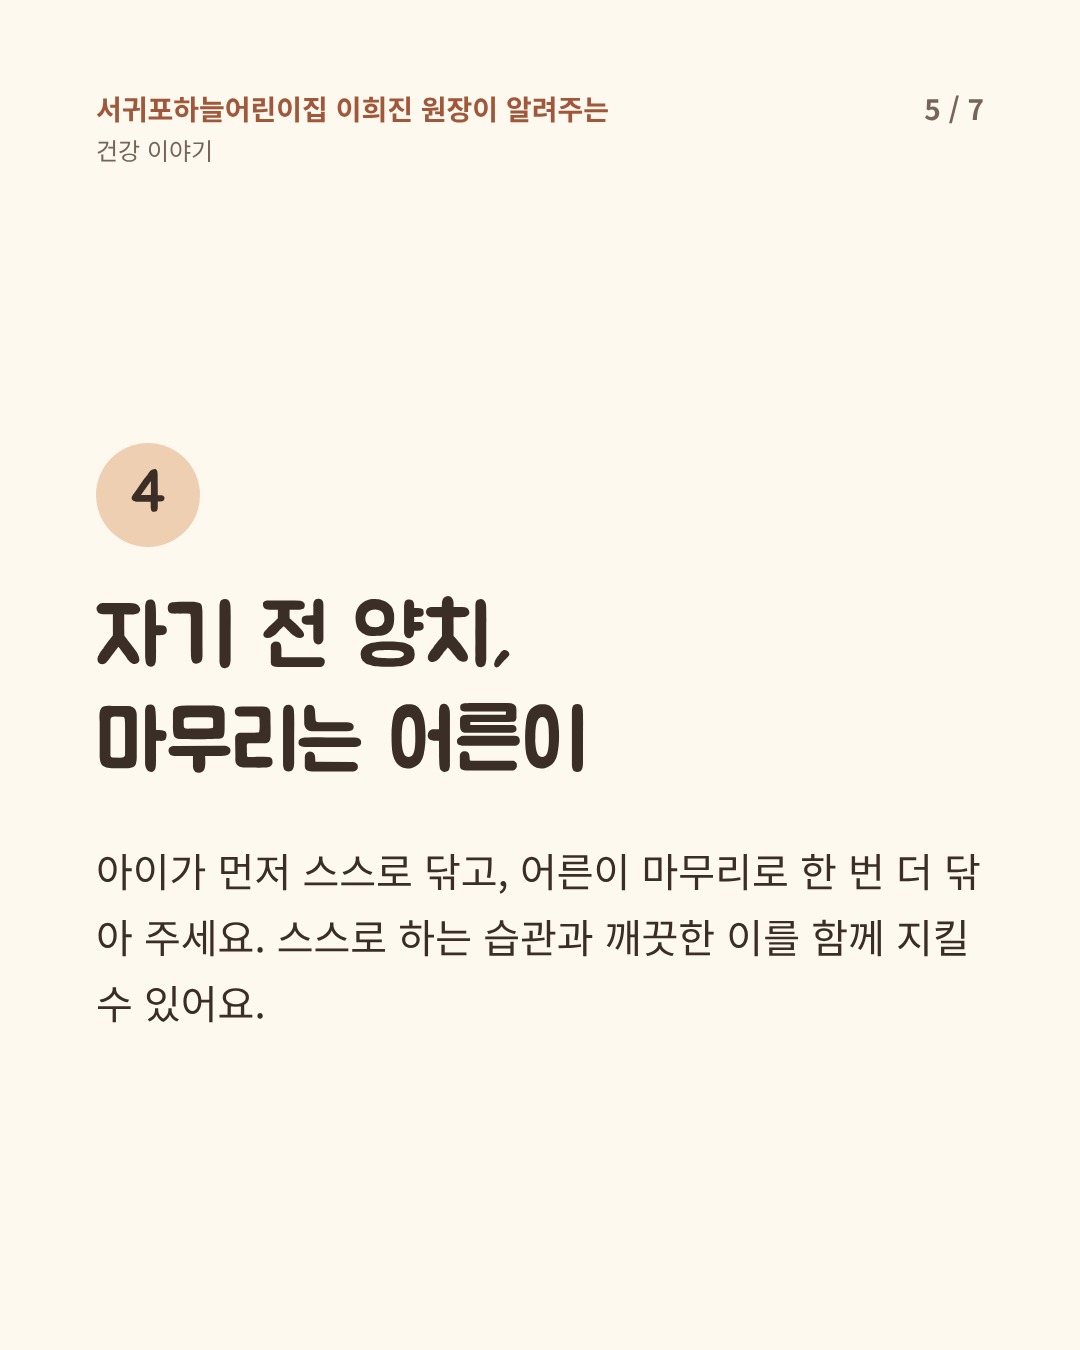 서귀포하늘어린이집 이희진 원장이 알려주는
5 / 7
건강 이야기
4
자기 전 양치,
마무리는 어른이
아이가 먼저 스스로 닦고, 어른이 마무리로 한 번 더 닦
아 주세요. 스스로 하는 습관과 깨끗한 이를 함께 지킬
수 있어요.